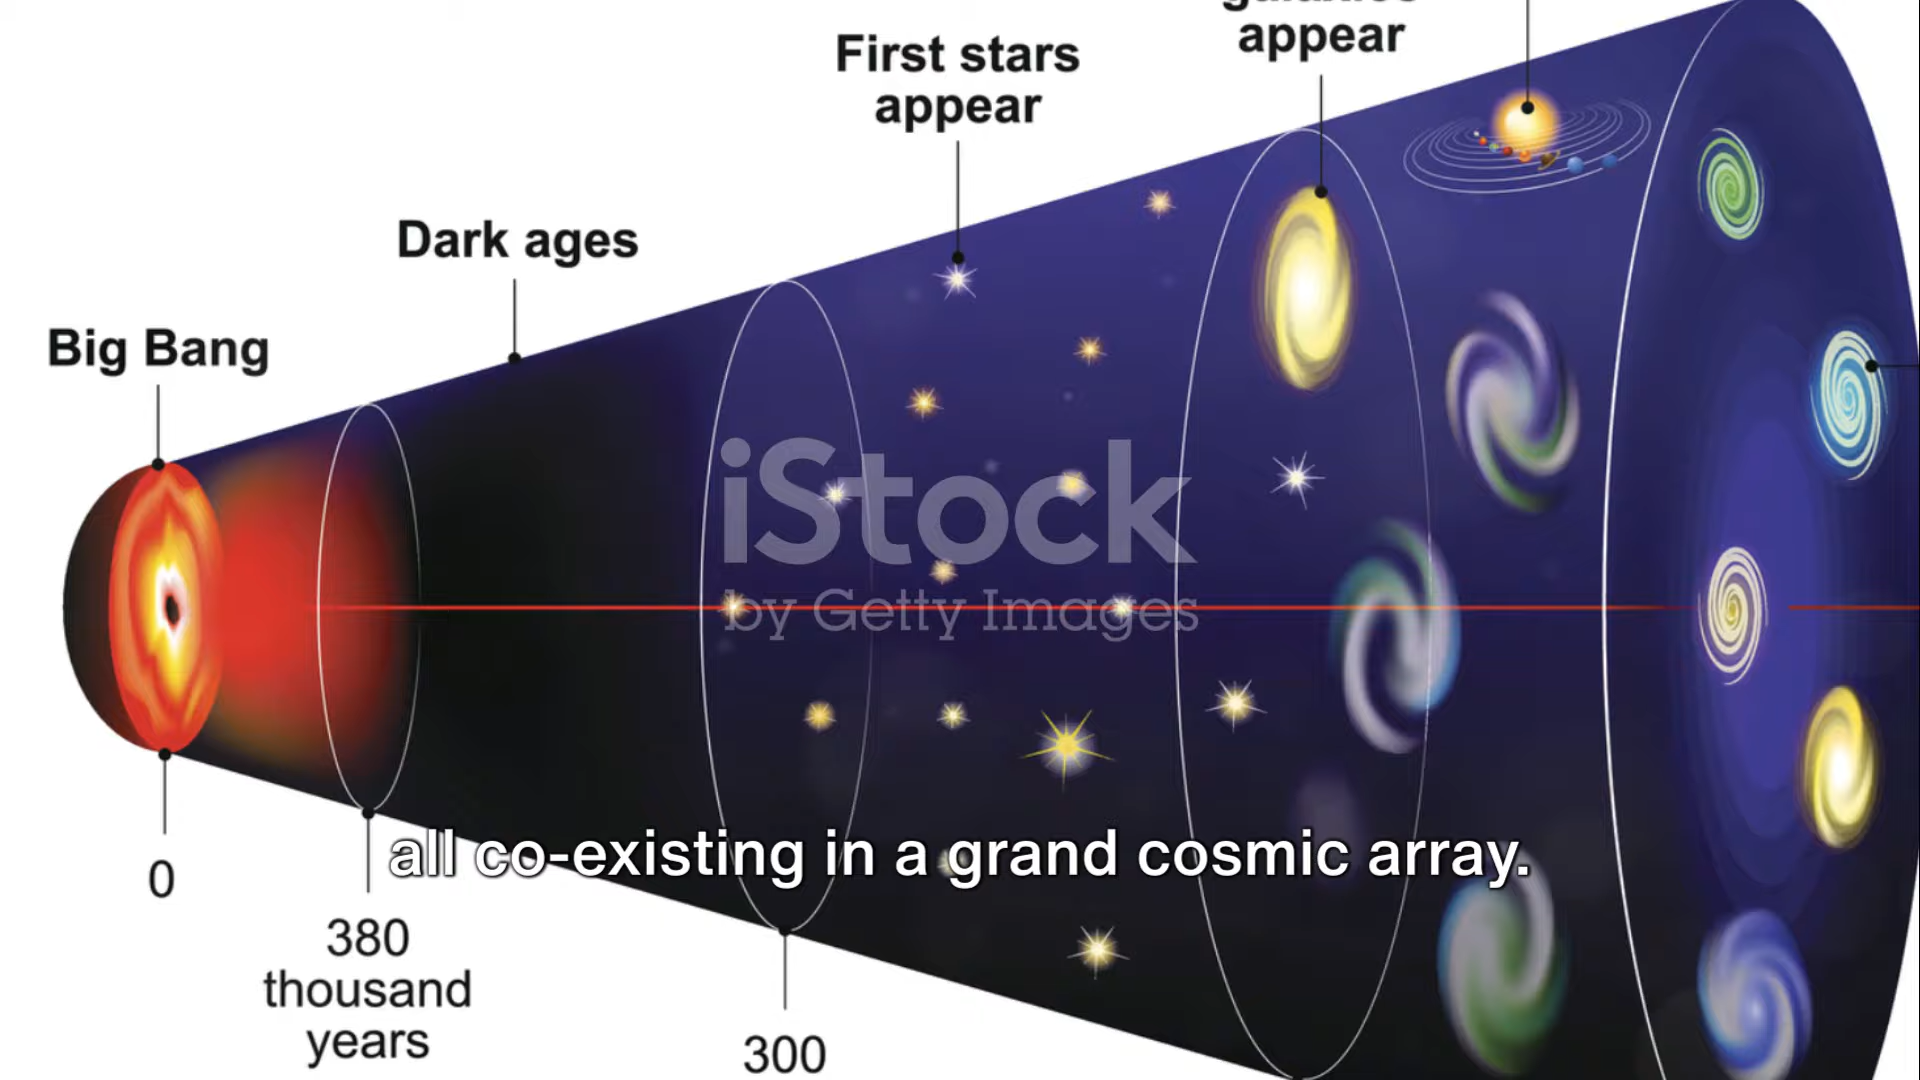 galaxies
appear
First stars
appear
Dark ages
Big Bang
iStock
by Getty Images
all co-existing in a grand cosmic array.
0
380
thousand
years
300